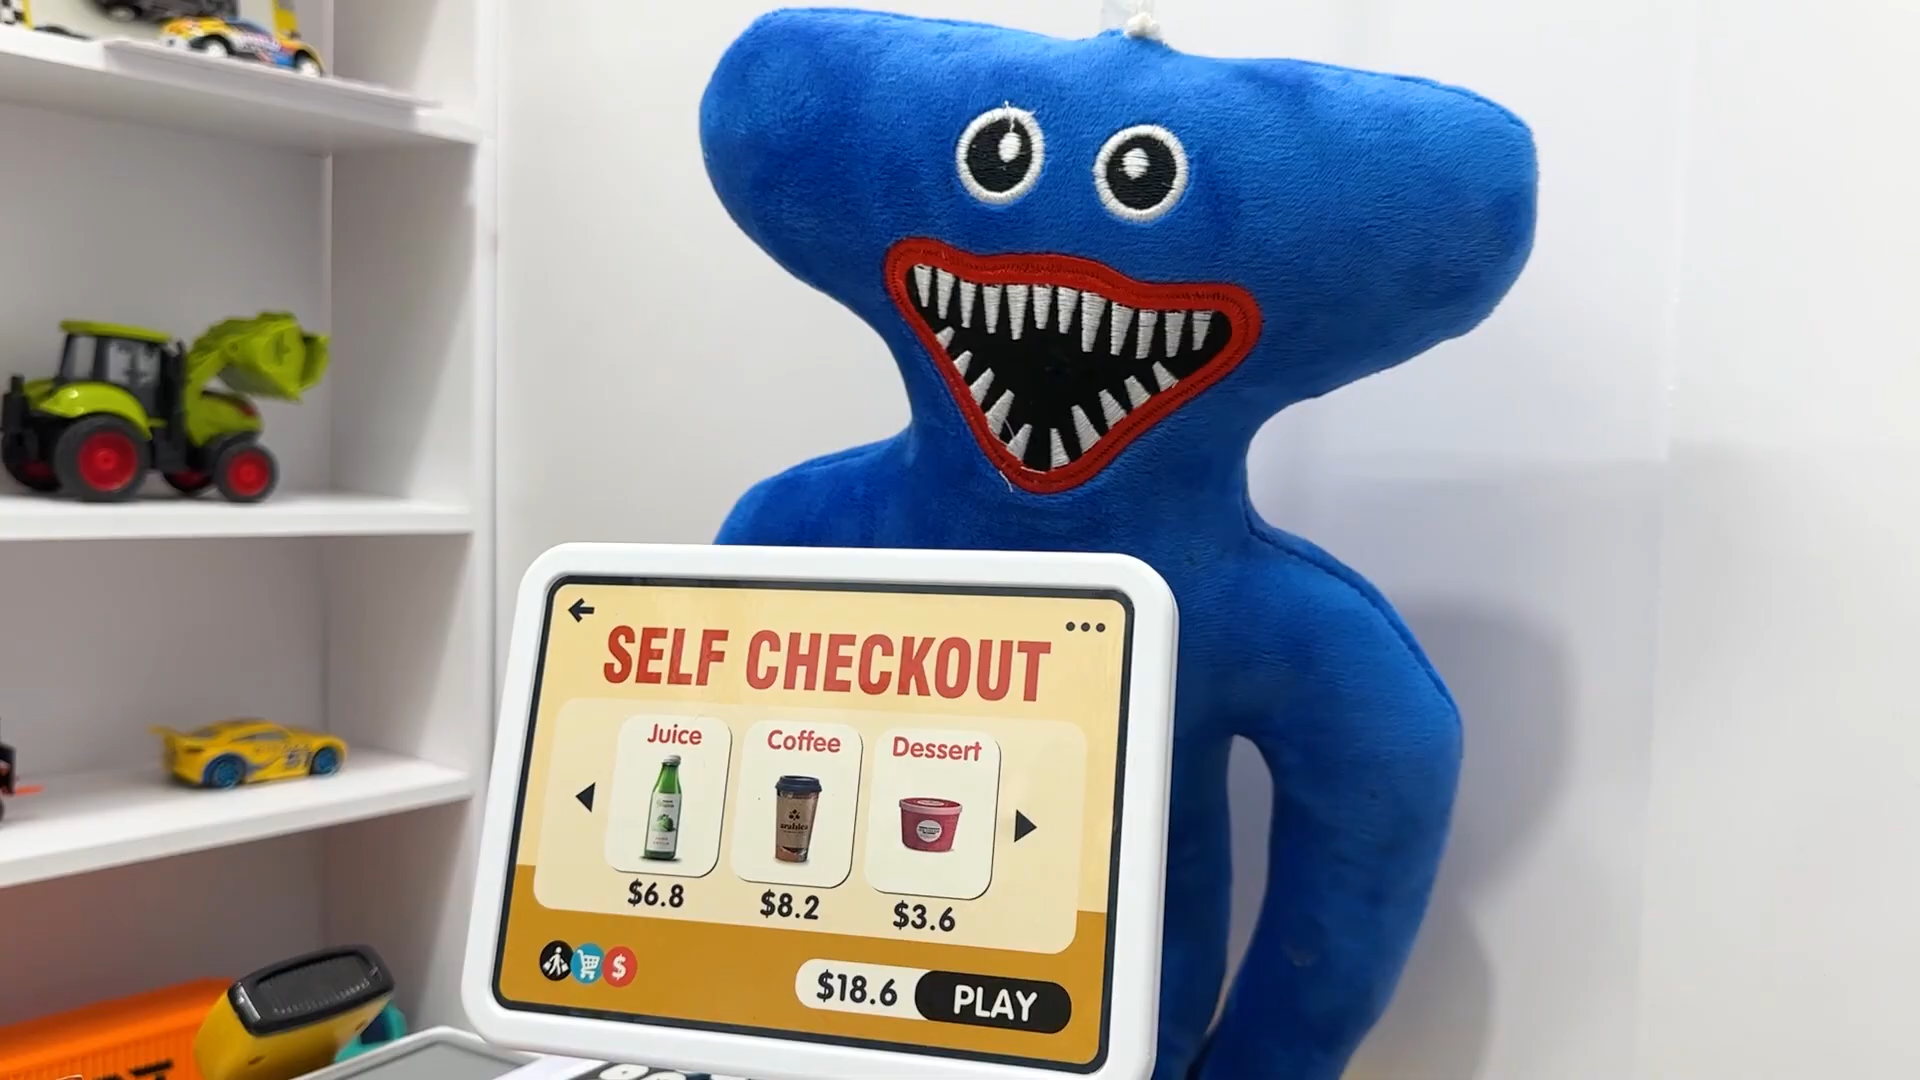 SELF CHECKOUT
Juice
Coffee
Dessert
$6.8
$8.2
$3.6
$
$18.6
PLAY